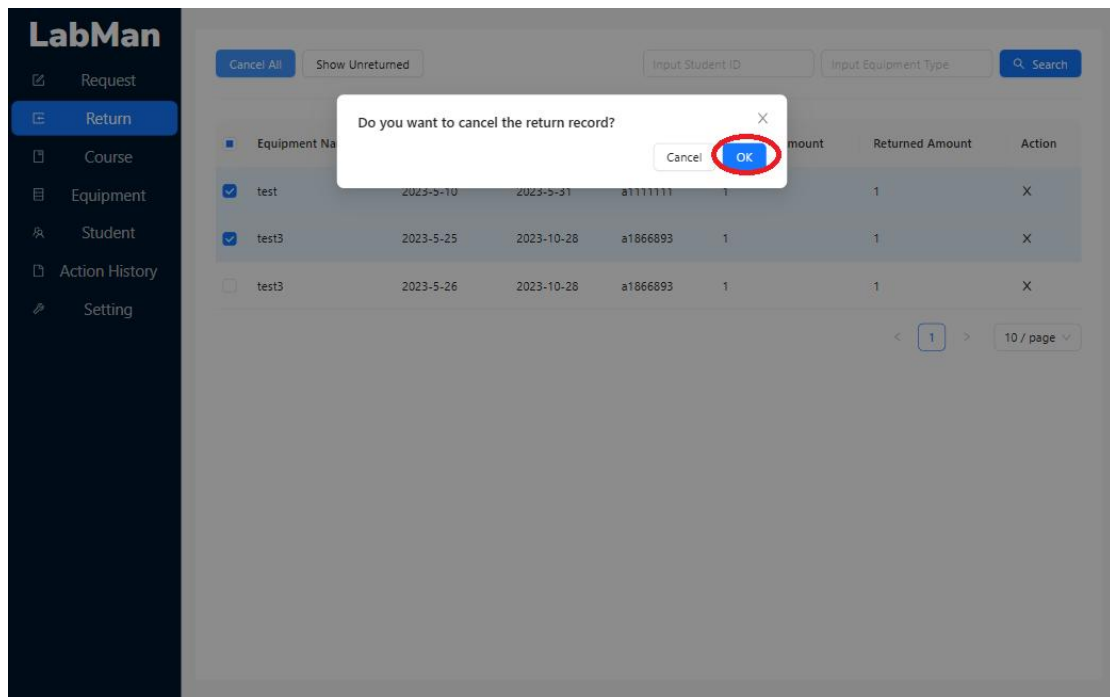 LabMan
Request
Return
Course
Equipment
Student
Action History
Setting
Cancel All Show Unreturned Input Student ID Input Equipment Type Search
Do you want to cancel the return record?
Cancel OK
Equipment Na mount Returned Amount Action
test 2023-5-10 2023-5-31 a1111111 1 1 X
test3 2023-5-25 2023-10-28 a1866893 1 1 X
test3 2023-5-26 2023-10-28 a1866893 1 1 X
< 1 > 10 / page